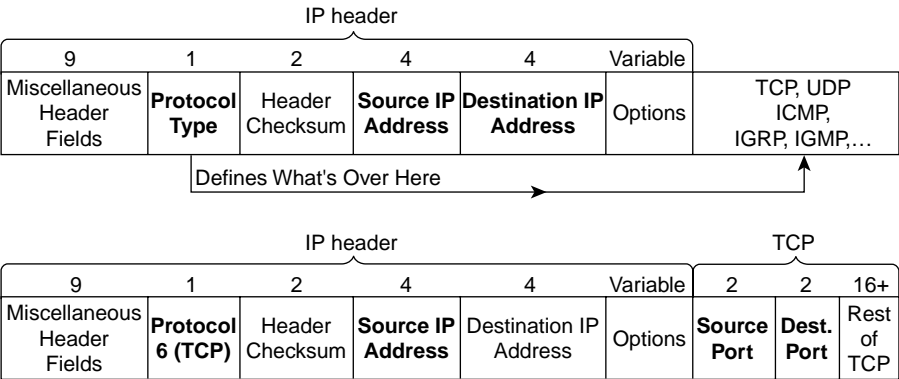 IP header
9 1 2 4 4 Variable
Miscellaneous Header Fields
Protocol Type
Header Checksum
Source IP Address
Destination IP Address
Options
TCP, UDP
ICMP,
IGRP, IGMP,...
Defines What's Over Here
IP header TCP
9 1 2 4 4 Variable 2 2 16+
Miscellaneous Header Fields
Protocol 6 (TCP)
Header Checksum
Source IP Address
Destination IP Address
Options
Source Port
Dest. Port
Rest of TCP